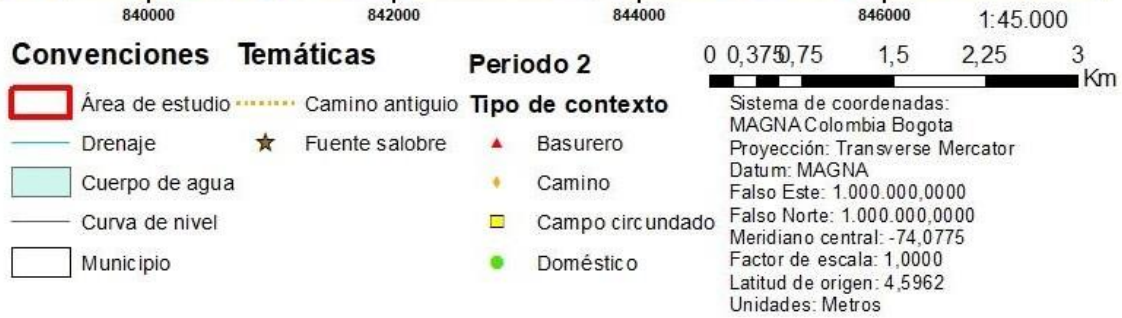 840000 842000 844000 846000 1:45.000
Convenciones Temáticas
Área de estudio Camino antiguio
Drenaje Fuente salobre
Cuerpo de agua
Curva de nivel
Municipio
Periodo 2
Tipo de contexto
Basurero
Camino
Campo circundado
Doméstico
0 0,375 0,75 1,5 2,25 3
Km
Sistema de coordenadas:
MAGNA Colombia Bogota
Proyección: Transverse Mercator
Datum: MAGNA
Falso Este: 1.000.000,0000
Falso Norte: 1.000.000,0000
Meridiano central: -74,0775
Factor de escala: 1,0000
Latitud de origen: 4,5962
Unidades: Metros